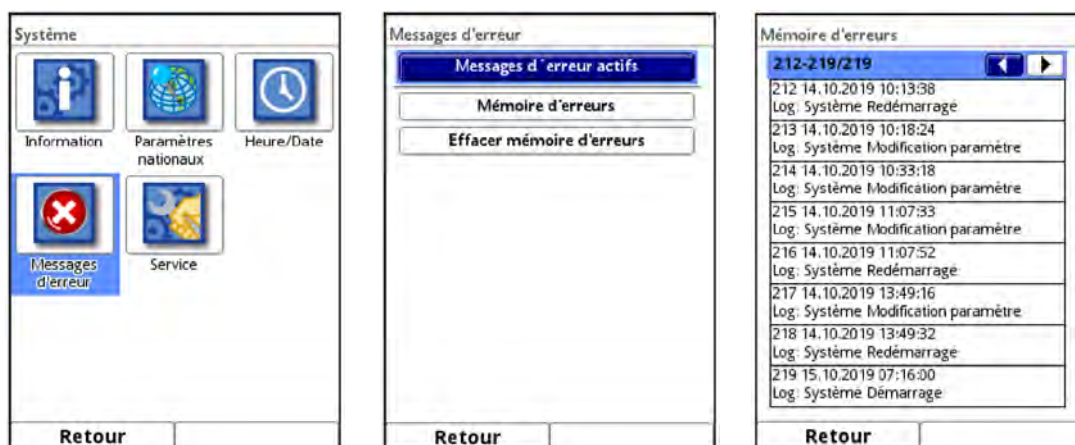 Système
Information
Paramètres
nationaux
Heure/Date
Messages
d'erreur
Service
Retour
Messages d'erreur
Messages d´erreur actifs
Mémoire d'erreurs
Effacer mémoire d'erreurs
Retour
Mémoire d'erreurs
212-219/219
212 14.10.2019 10:13:38
Log: Système Redémarrage
213 14.10.2019 10:18:24
Log: Système Modification paramètre
214 14.10.2019 10:33:18
Log: Système Modification paramètre
215 14.10.2019 11:07:33
Log: Système Modification paramètre
216 14.10.2019 11:07:52
Log: Système Redémarrage
217 14.10.2019 13:49:16
Log: Système Modification paramètre
218 14.10.2019 13:49:32
Log: Système Redémarrage
219 15.10.2019 07:16:00
Log: Système Démarrage
Retour